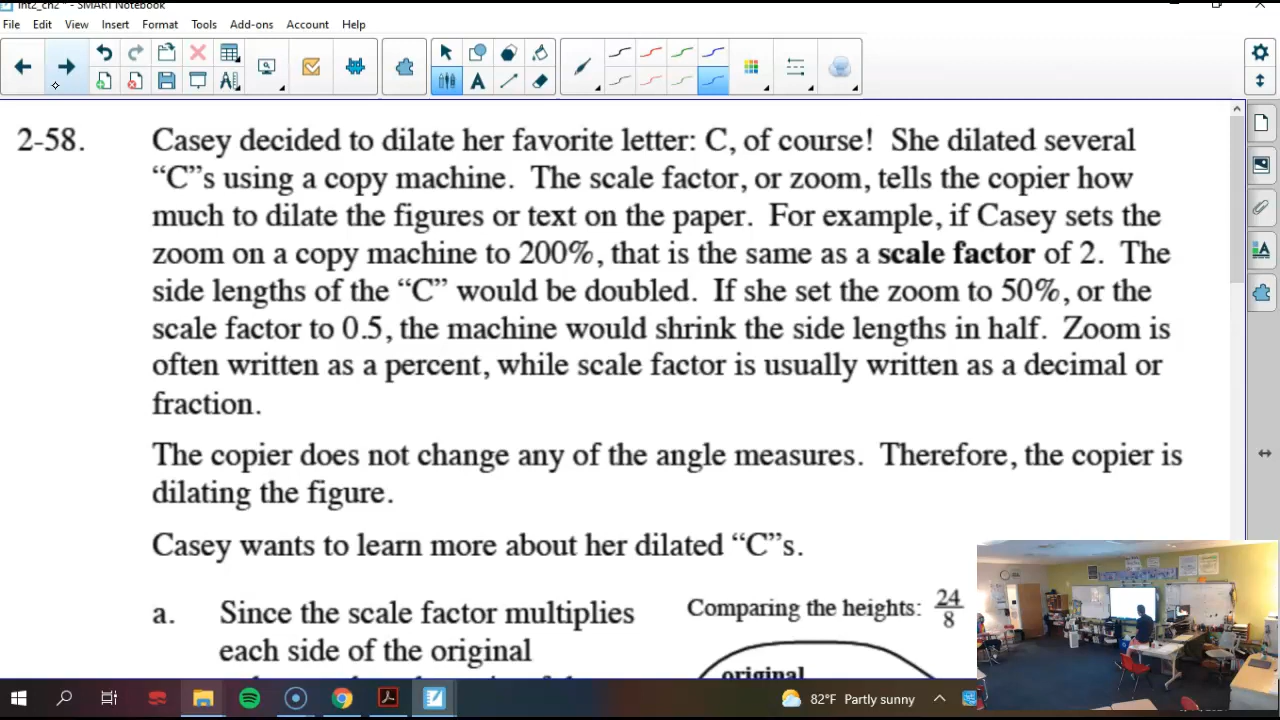 int2_ch2 * - SMART Notebook
File Edit View Insert Format Tools Add-ons Account Help
2-58. Casey decided to dilate her favorite letter: C, of course! She dilated several
“C”s using a copy machine. The scale factor, or zoom, tells the copier how
much to dilate the figures or text on the paper. For example, if Casey sets the
zoom on a copy machine to 200%, that is the same as a scale factor of 2. The
side lengths of the “C” would be doubled. If she set the zoom to 50%, or the
scale factor to 0.5, the machine would shrink the side lengths in half. Zoom is
often written as a percent, while scale factor is usually written as a decimal or
fraction.
The copier does not change any of the angle measures. Therefore, the copier is
dilating the figure.
Casey wants to learn more about her dilated “C”s.
a. Since the scale factor multiplies
each side of the original
Comparing the heights: 24/8
original
82°F Partly sunny